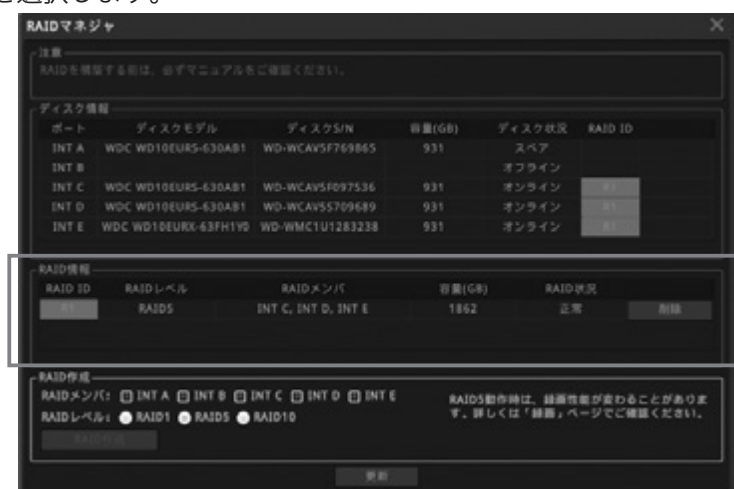 を選択します。
RAIDマネジャ
注意
RAIDを構築する前は、必ずマニュアルをご確認ください。
ディスク情報
ポート ディスクモデル ディスクS/N 容量(GB) ディスク状況 RAID ID
INT A WDC WD10EURS-630AB1 WD-WCAV5F769865 931 スペア
INT B オフライン
INT C WDC WD10EURS-630AB1 WD-WCAV5F097536 931 オンライン R1
INT D WDC WD10EURS-630AB1 WD-WCAV55709689 931 オンライン R1
INT E WDC WD10EURX-63FH1Y0 WD-WMC1U1283238 931 オンライン R1
RAID情報
RAID ID RAIDレベル RAIDメンバ 容量(GB) RAID状況
R1 RAID5 INT C, INT D, INT E 1862 正常 削除
RAID作成
RAIDメンバ: INT A INT B INT C INT D INT E
RAIDレベル: RAID1 RAID5 RAID10
RAID5動作時は、録画性能が変わることがありま
す。詳しくは「録画」ページでご確認ください。
RAID作成
更新